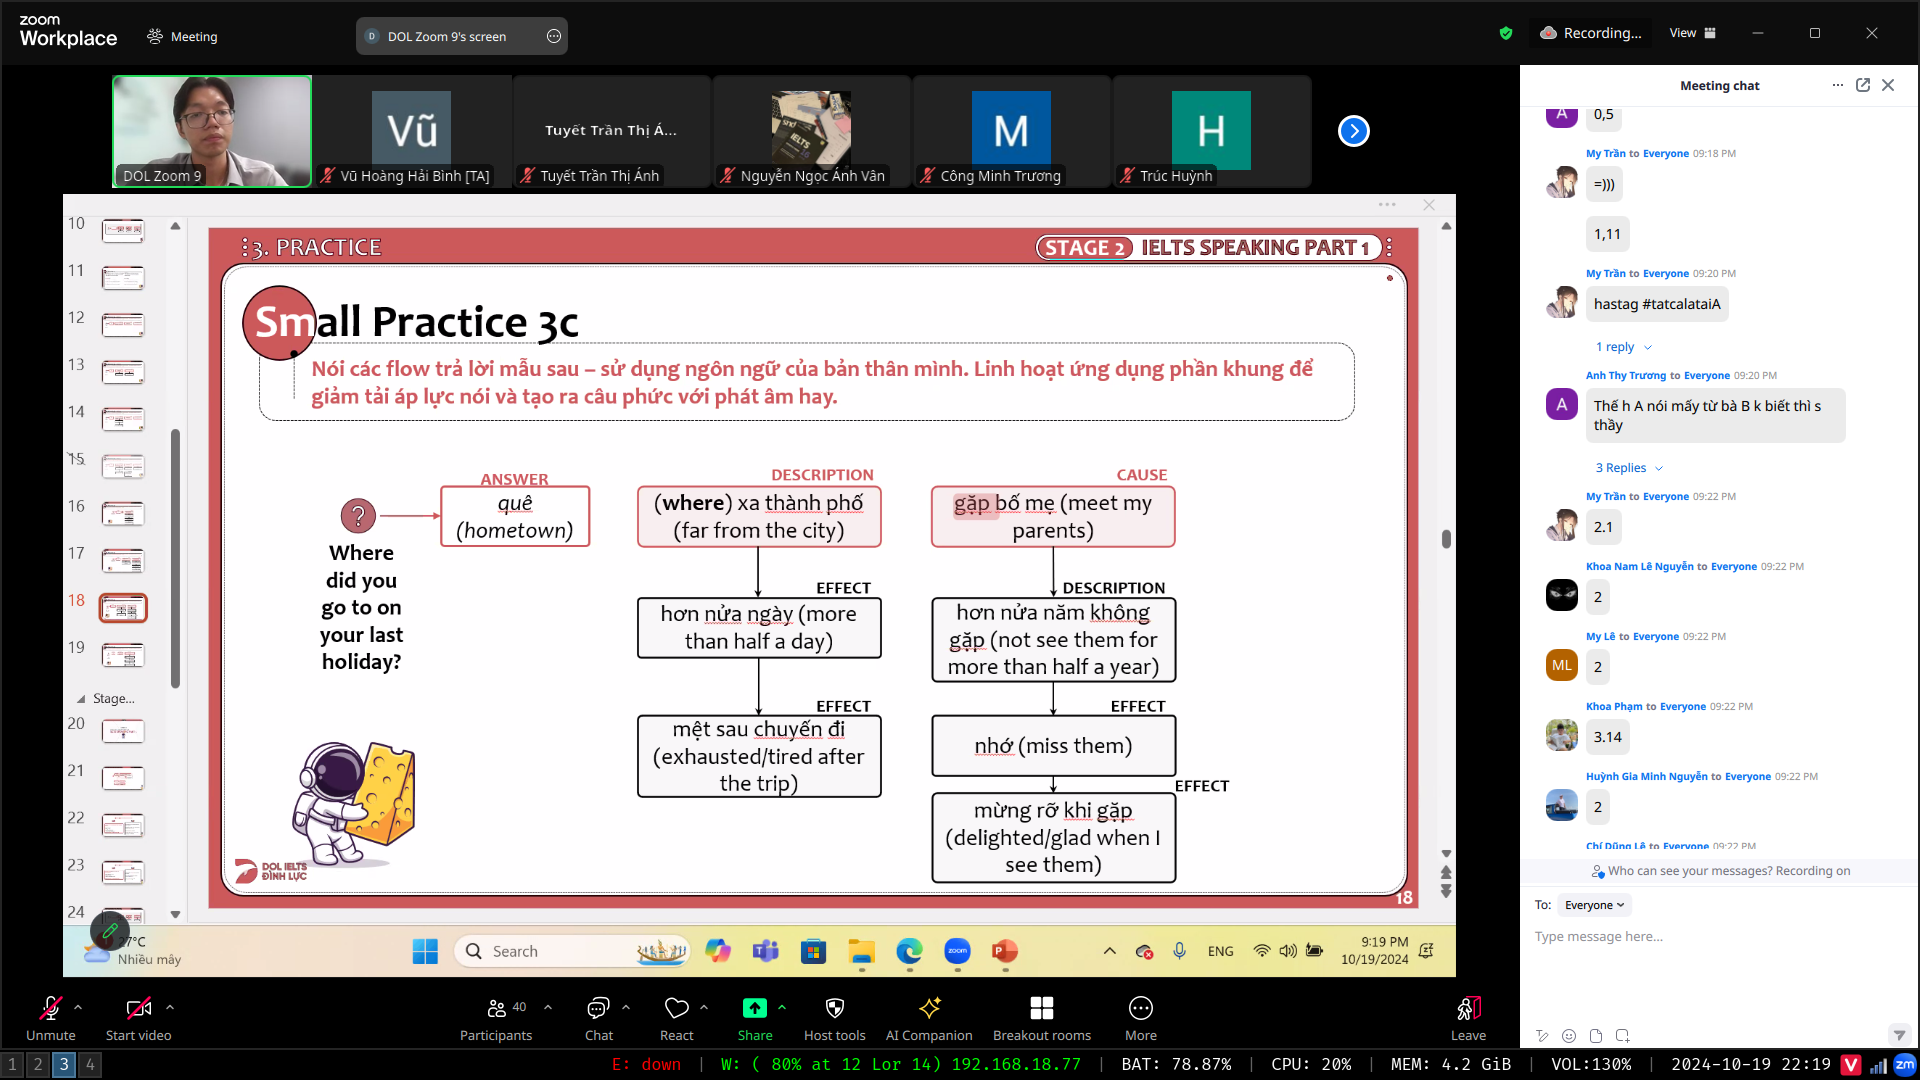 zoom
Workplace
Meeting
D DOL Zoom 9's screen
Recording...
View
DOL Zoom 9
Vũ
Vũ Hoàng Hải Bình [TA]
Tuyết Trần Thị Á...
Tuyết Trần Thị Ánh
Nguyễn Ngọc Ánh Vân
M
Công Minh Trương
H
Trúc Huỳnh
10
11
12
13
14
15
16
17
18
19
Stage...
20
21
22
23
24
3. PRACTICE
STAGE 2 IELTS SPEAKING PART 1
Small Practice 3c
Nói các flow trả lời mẫu sau – sử dụng ngôn ngữ của bản thân mình. Linh hoạt ứng dụng phần khung để
giảm tải áp lực nói và tạo ra câu phức với phát âm hay.
?
Where
did you
go to on
your last
holiday?
ANSWER
quê
(hometown)
DESCRIPTION
(where) xa thành phố
(far from the city)
EFFECT
hơn nửa ngày (more
than half a day)
EFFECT
mệt sau chuyến đi
(exhausted/tired after
the trip)
CAUSE
gặp bố mẹ (meet my
parents)
DESCRIPTION
hơn nửa năm không
gặp (not see them for
more than half a year)
EFFECT
nhớ (miss them)
EFFECT
mừng rỡ khi gặp
(delighted/glad when I
see them)
DOL IELTS
ĐÌNH LỰC
18
27°C
Nhiều mây
Search
zoom
ENG
9:19 PM
10/19/2024
Meeting chat
A
0,5
My Trần to Everyone 09:18 PM
=)))
1,11
My Trần to Everyone 09:20 PM
hastag #tatcalataiA
1 reply
Anh Thy Trương to Everyone 09:20 PM
A
Thế h A nói mấy từ bà B k biết thì s
thầy
3 Replies
My Trần to Everyone 09:22 PM
2.1
Khoa Nam Lê Nguyễn to Everyone 09:22 PM
2
My Lê to Everyone 09:22 PM
ML
2
Khoa Phạm to Everyone 09:22 PM
3.14
Huỳnh Gia Minh Nguyễn to Everyone 09:22 PM
2
Chí Dũng Lê to Everyone 09:22 PM
Who can see your messages? Recording on
To: Everyone
Type message here...
Unmute
Start video
Participants
40
Chat
React
Share
Host tools
AI Companion
Breakout rooms
More
Leave
1 2 3 4
E: down | W: ( 80% at 12 Lor 14) 192.168.18.77 | BAT: 78.87% | CPU: 20% | MEM: 4.2 GiB | VOL:130% | 2024-10-19 22:19 V zm